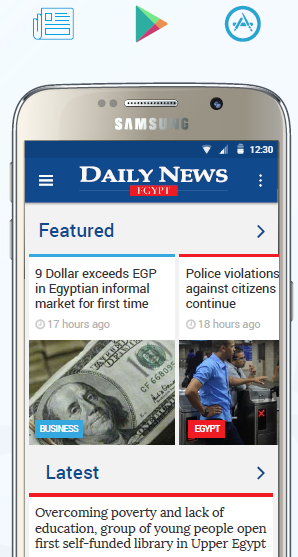 SAMSUNG
12:30
DAILY NEWS
EGYPT
Featured
9 Dollar exceeds EGP
in Egyptian informal
market for first time
17 hours ago
BUSINESS
Police violations
against citizens
continue
18 hours ago
EGYPT
Latest
Overcoming poverty and lack of
education, group of young people open
first self-funded library in Upper Egypt